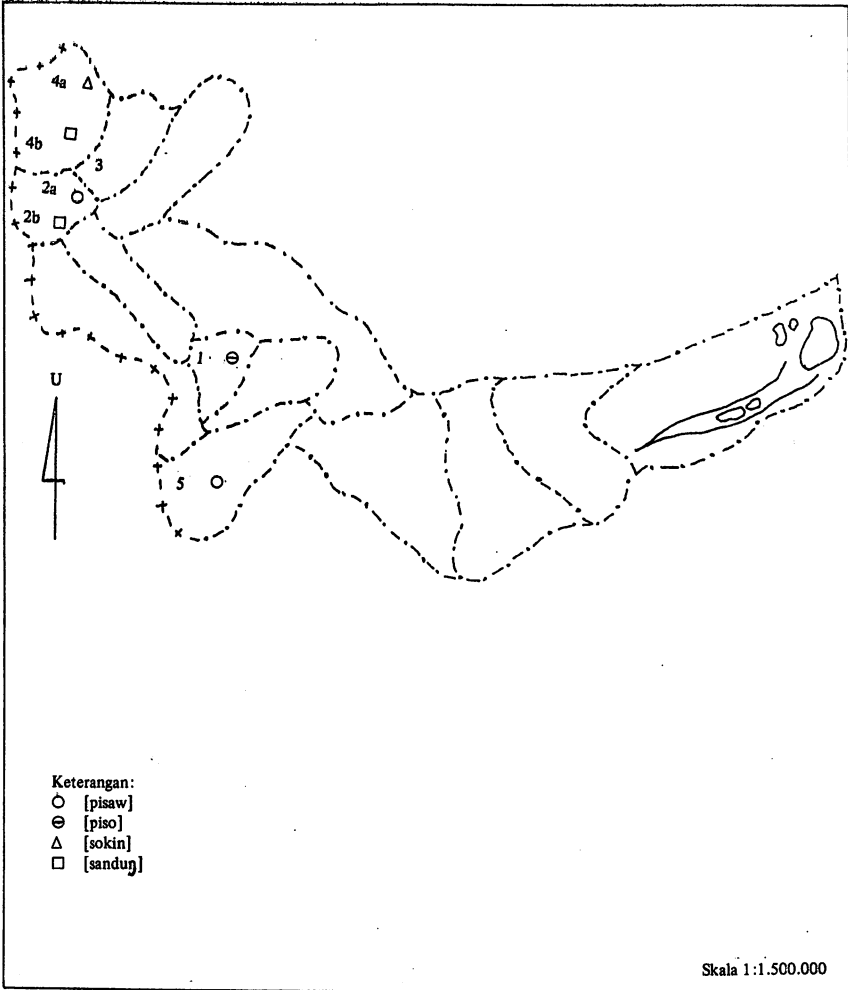 4a
4b
3
2a
2b
1
U
5
Keterangan:
[pisaw]
[piso]
[sokin]
[sanduŋ]
Skala 1:1.500.000